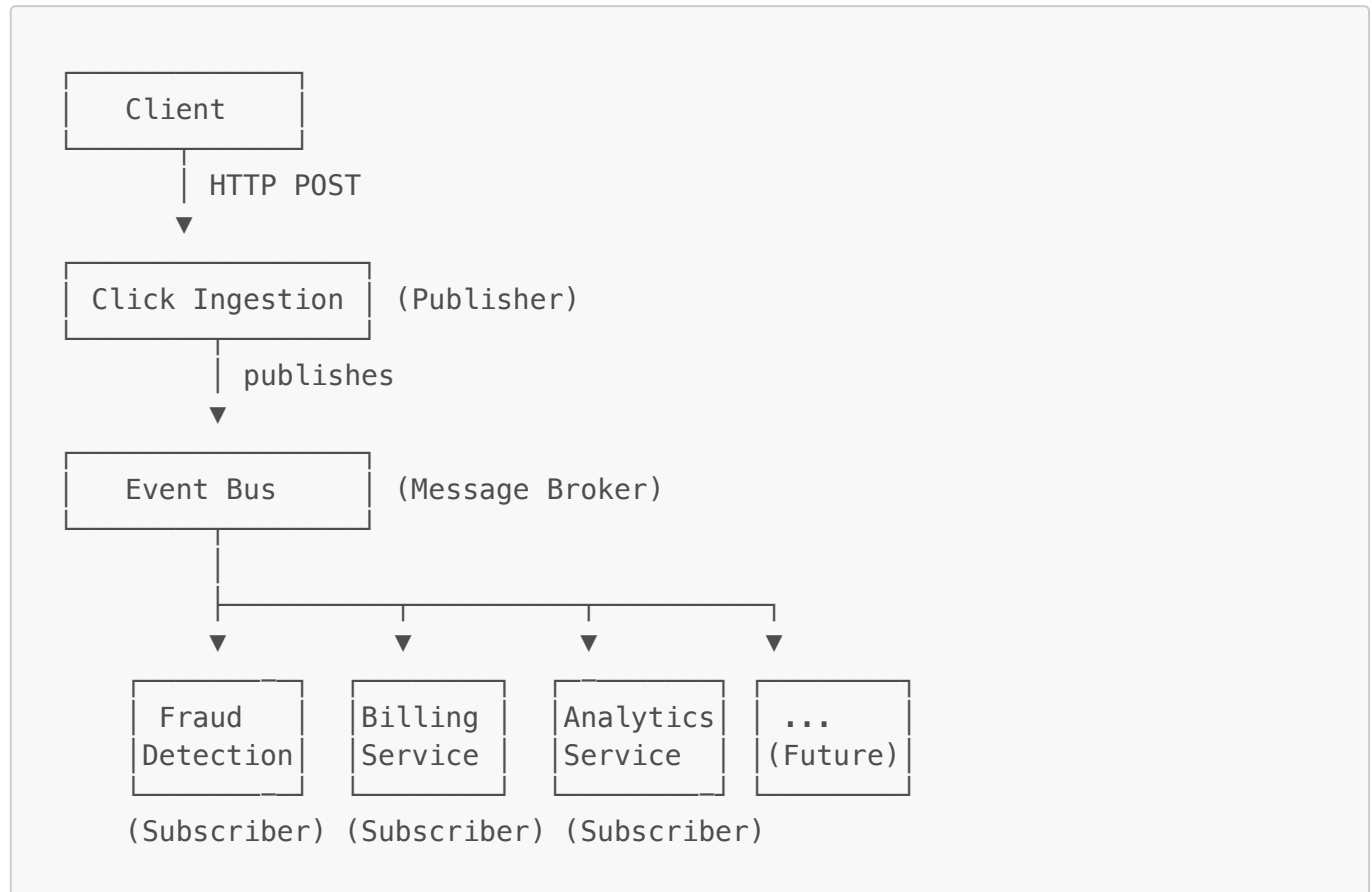 Client
HTTP POST
Click Ingestion (Publisher)
publishes
Event Bus (Message Broker)
Fraud Billing Analytics ...
Detection Service Service (Future)
(Subscriber) (Subscriber) (Subscriber)